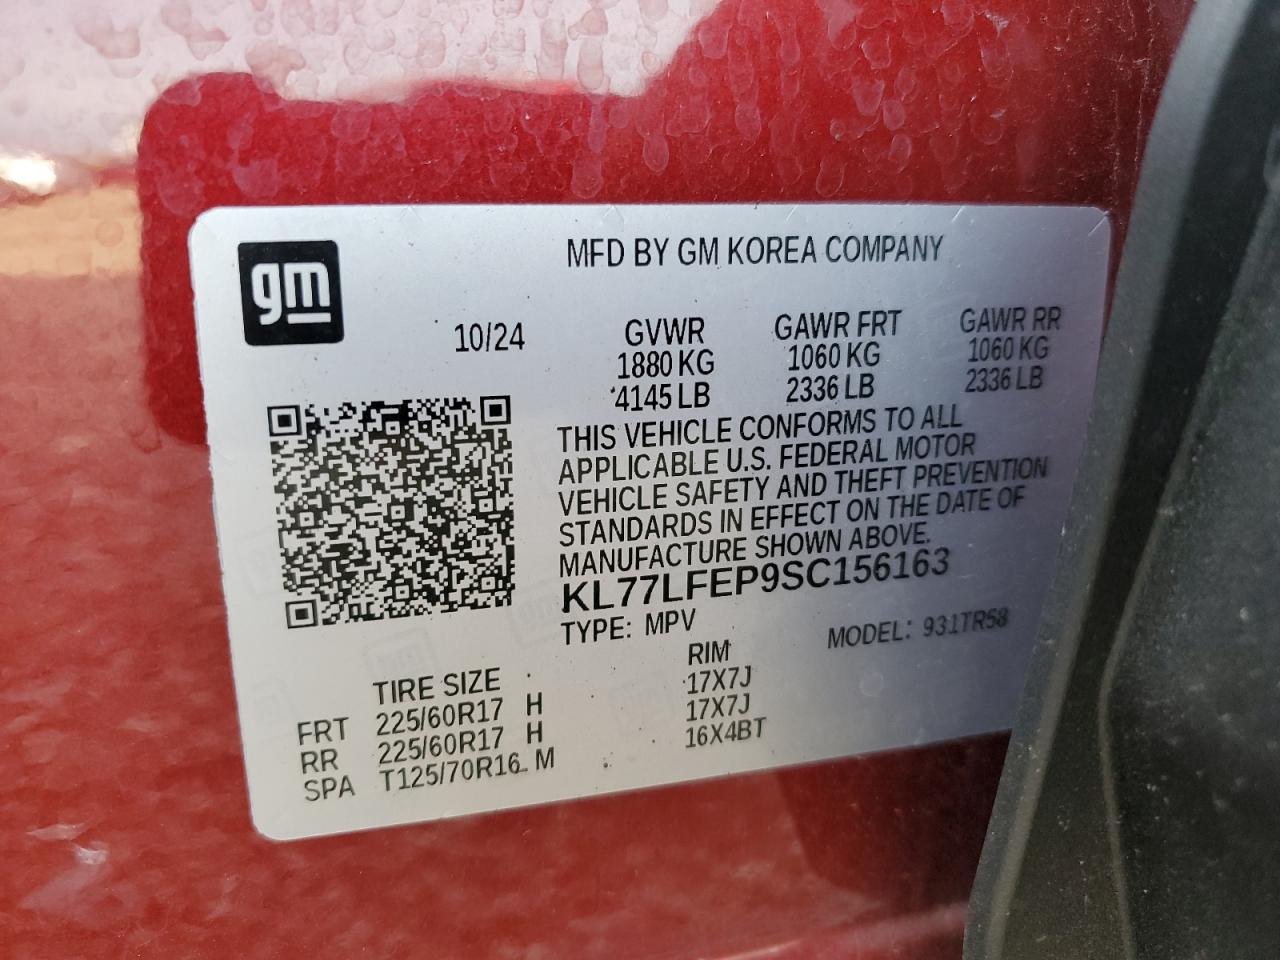 gm
MFD BY GM KOREA COMPANY
10/24 GVWR GAWR FRT GAWR RR
1880 KG 1060 KG 1060 KG
4145 LB 2336 LB 2336 LB
THIS VEHICLE CONFORMS TO ALL
APPLICABLE U.S. FEDERAL MOTOR
VEHICLE SAFETY AND THEFT PREVENTION
STANDARDS IN EFFECT ON THE DATE OF
MANUFACTURE SHOWN ABOVE.
KL77LFEP9SC156163
TYPE: MPV MODEL: 931TR58
TIRE SIZE RIM
FRT 225/60R17 H 17X7J
RR 225/60R17 H 17X7J
SPA T125/70R16 M 16X4BT